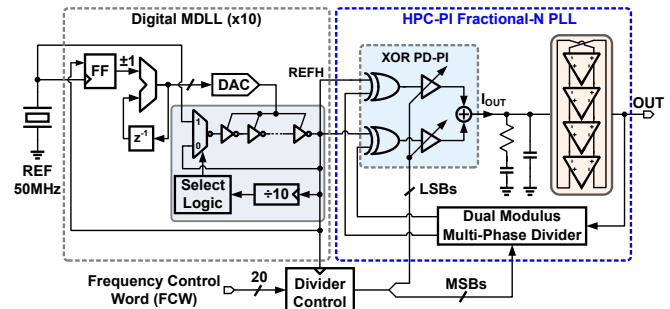 Digital MDLL (x10)
HPC-PI Fractional-N PLL
FF
±1
DAC
REFH
XOR PD-PI
IOUT
OUT
1
0
z-1
REF
50MHz
Select
Logic
÷10
LSBs
Dual Modulus
Multi-Phase Divider
Frequency Control
Word (FCW)
20
Divider
Control
MSBs